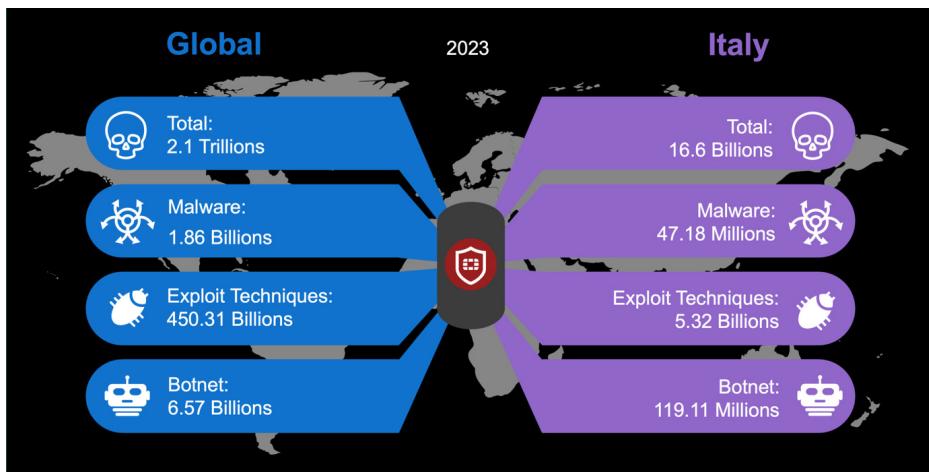 Global
2023
Italy
Total:
2.1 Trillions
Malware:
1.86 Billions
Exploit Techniques:
450.31 Billions
Botnet:
6.57 Billions
Total:
16.6 Billions
Malware:
47.18 Millions
Exploit Techniques:
5.32 Billions
Botnet:
119.11 Millions